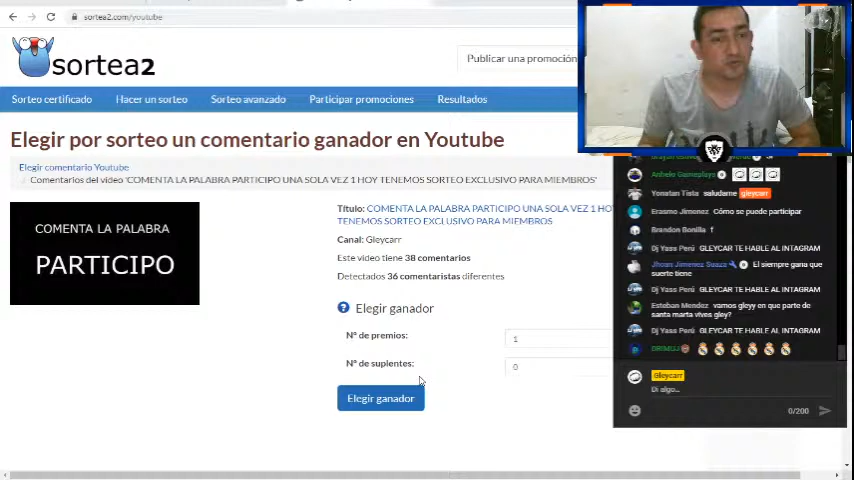 sortea2.com/youtube
sortea2
Publicar una promoción
Sorteo certificado Hacer un sorteo Sorteo avanzado Participar promociones Resultados
Elegir por sorteo un comentario ganador en Youtube
Elegir comentario Youtube
/ Comentarios del vídeo 'COMENTA LA PALABRA PARTICIPO UNA SOLA VEZ 1 HOY TENEMOS SORTEO EXCLUSIVO PARA MIEMBROS'
COMENTA LA PALABRA
PARTICIPO
Título: COMENTA LA PALABRA PARTICIPO UNA SOLA VEZ 1 HOY
TENEMOS SORTEO EXCLUSIVO PARA MIEMBROS
Canal: Gleycarr
Este vídeo tiene 38 comentarios
Detectados 36 comentaristas diferentes
Elegir ganador
Nº de premios: 1
Nº de suplentes: 0
Elegir ganador
Anhelo Gameplays
Yonatan Tista saludame gleycarr
Erasmo Jimenez Cómo se puede participar
Brandon Bonilla f
Dj Yass Perú GLEYCAR TE HABLE AL INTAGRAM
Jhoan Jimenez Suaza El siempre gana que
suerte tiene
Dj Yass Perú GLEYCAR TE HABLE AL INTAGRAM
Esteban Mendez vamos gleyy en que parte de
santa marta vives gley?
Dj Yass Perú GLEYCAR TE HABLE AL INTAGRAM
Gleycarr
Di algo...
0/200